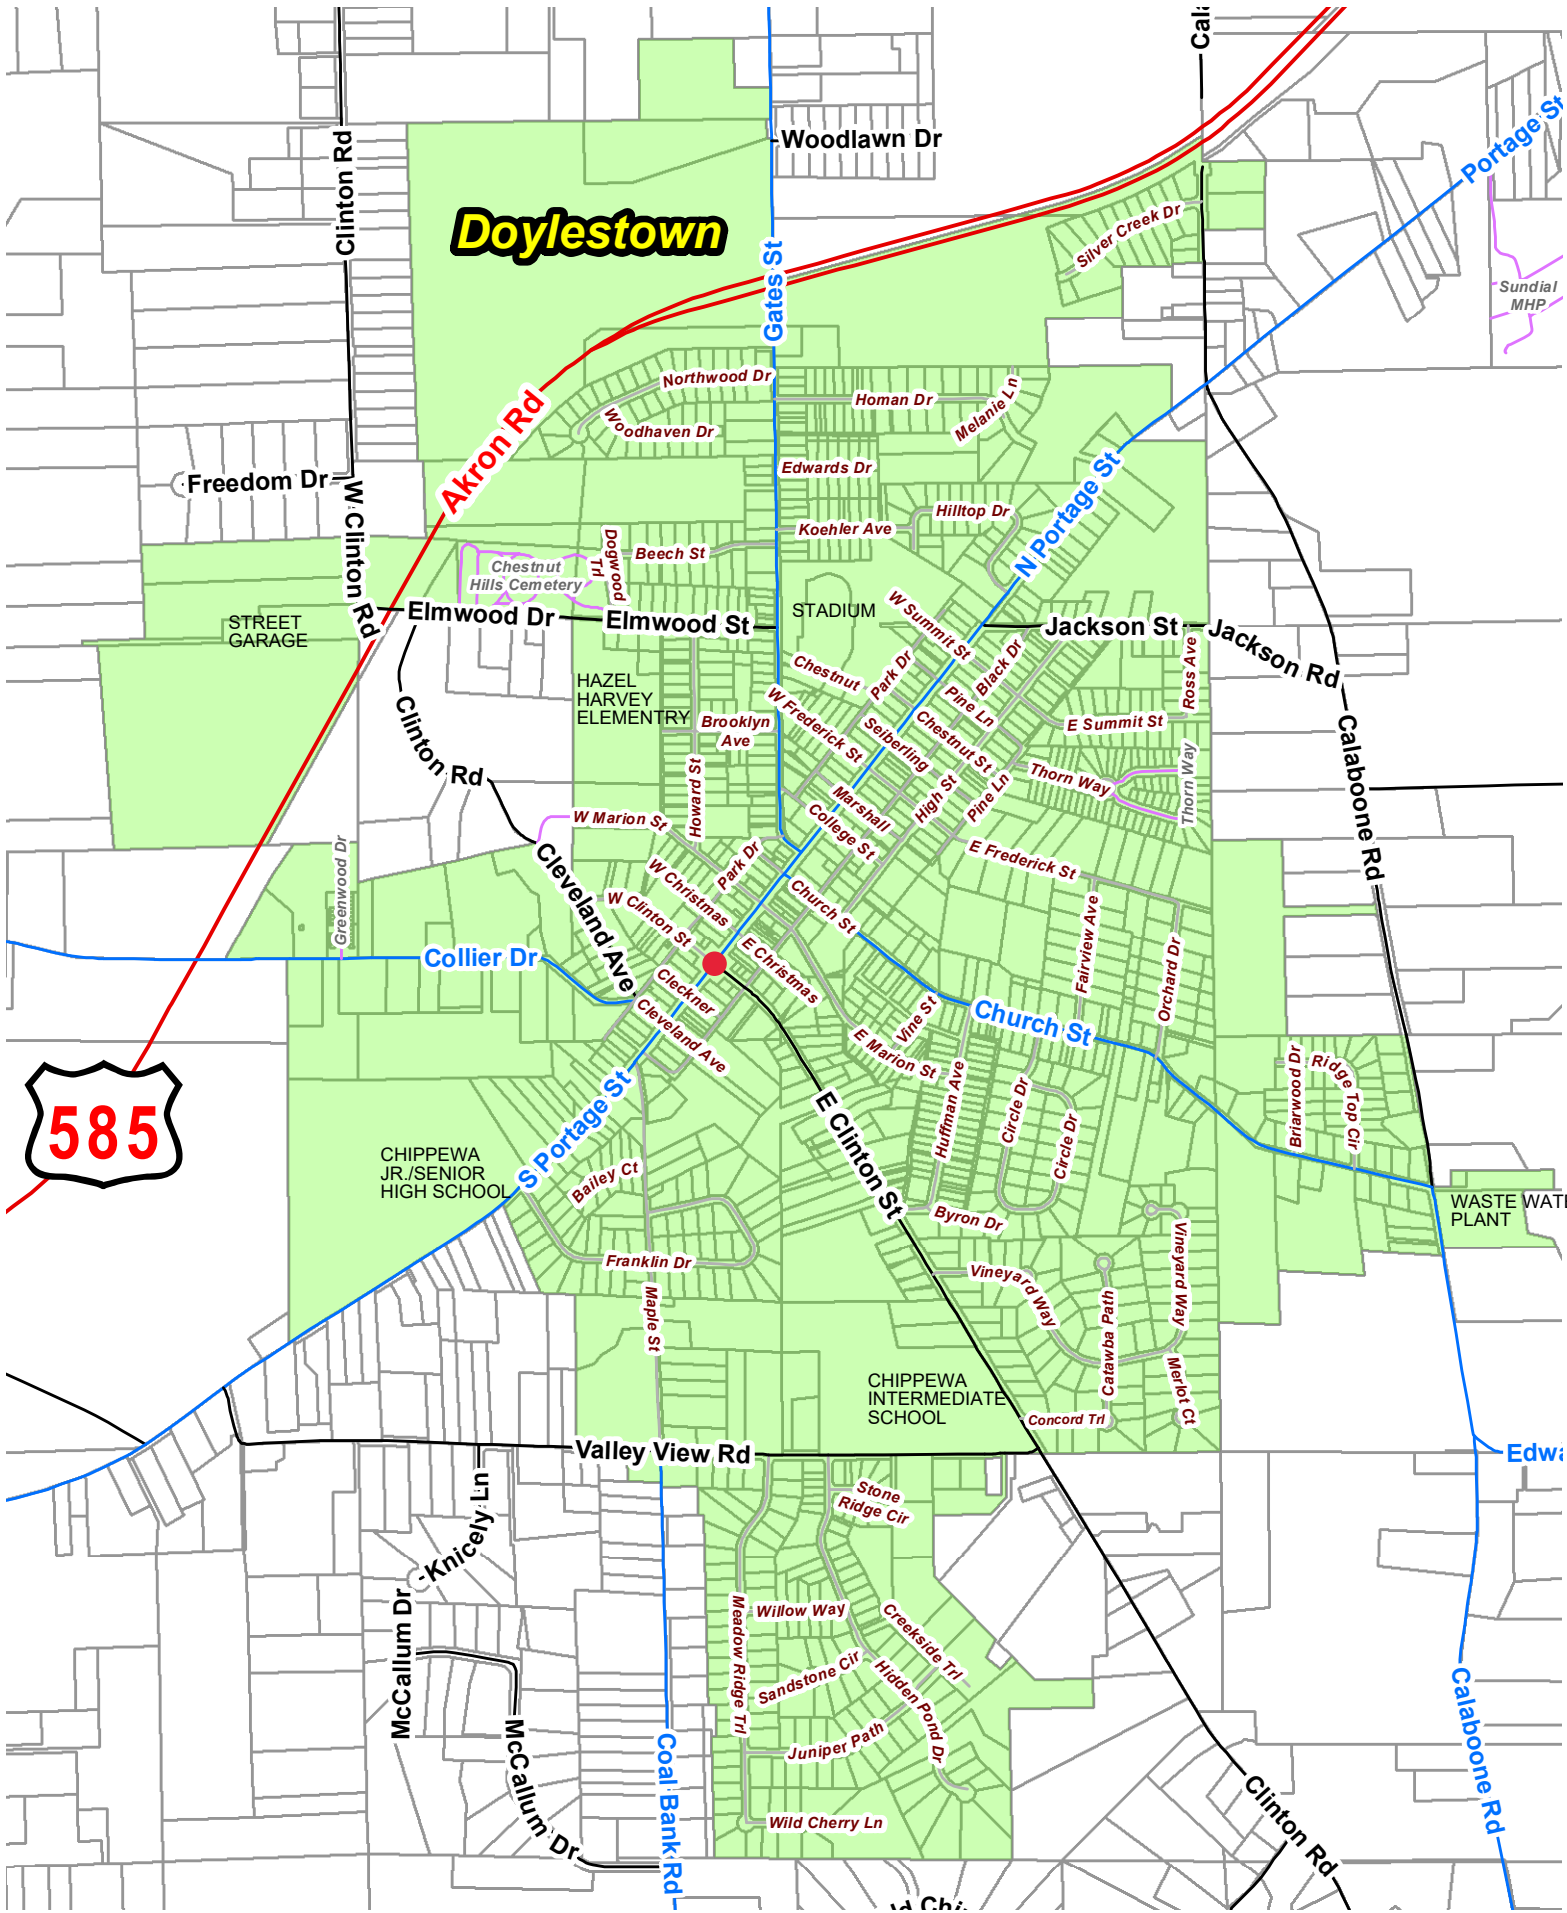 Cal
Portage St
Woodlawn Dr
Clinton Rd
Doylestown
Gates St
Silver Creek Dr
Sundial
MHP
Northwood Dr
Woodhaven Dr
Homan Dr
Melanie Ln
Akron Rd
Edwards Dr
Freedom Dr
W Clinton Rd
Koehler Ave
Hilltop Dr
N Portage St
Beech St
Dogwood
Trl
Chestnut
Hills Cemetery
Elmwood Dr
Elmwood St
STADIUM
STREET
GARAGE
W Summit St
Jackson St
Jackson Rd
Black Dr
Ross Ave
Park Dr
Chestnut
Pine Ln
E Summit St
HAZEL
HARVEY
ELEMENTRY
Brooklyn
Ave
W Frederick St
Seiberling
Chestnut St
Clinton Rd
Howard St
Thorn Way
Thorn Way
Calaboone Rd
Marshall
High St
Pine Ln
College St
W Marion St
E Frederick St
Park Dr
W Christmas
Greenwood Dr
Cleveland Ave
W Clinton St
Church St
Fairview Ave
Orchard Dr
Collier Dr
E Christmas
Cleckner
Cleveland Ave
Vine St
Church St
E Marion St
Huffman Ave
Circle Dr
Circle Dr
Briarwood Dr
Ridge Top Cir
585
S Portage St
E Clinton St
CHIPPEWA
JR./SENIOR
HIGH SCHOOL
Bailey Ct
Byron Dr
WASTE WATE
PLANT
Franklin Dr
Maple St
Vineyard Way
Vineyard Way
Catawba Path
Merlot Ct
CHIPPEWA
INTERMEDIATE
SCHOOL
Concord Trl
Valley View Rd
Edwa
Knicely Ln
Stone
Ridge Cir
McCallum Dr
Meadow Ridge Trl
Willow Way
Creekside Trl
Sandstone Cir
Hidden Pond Dr
Juniper Path
McCallum Dr
Coal Bank Rd
Calaboone Rd
Clinton Rd
Wild Cherry Ln